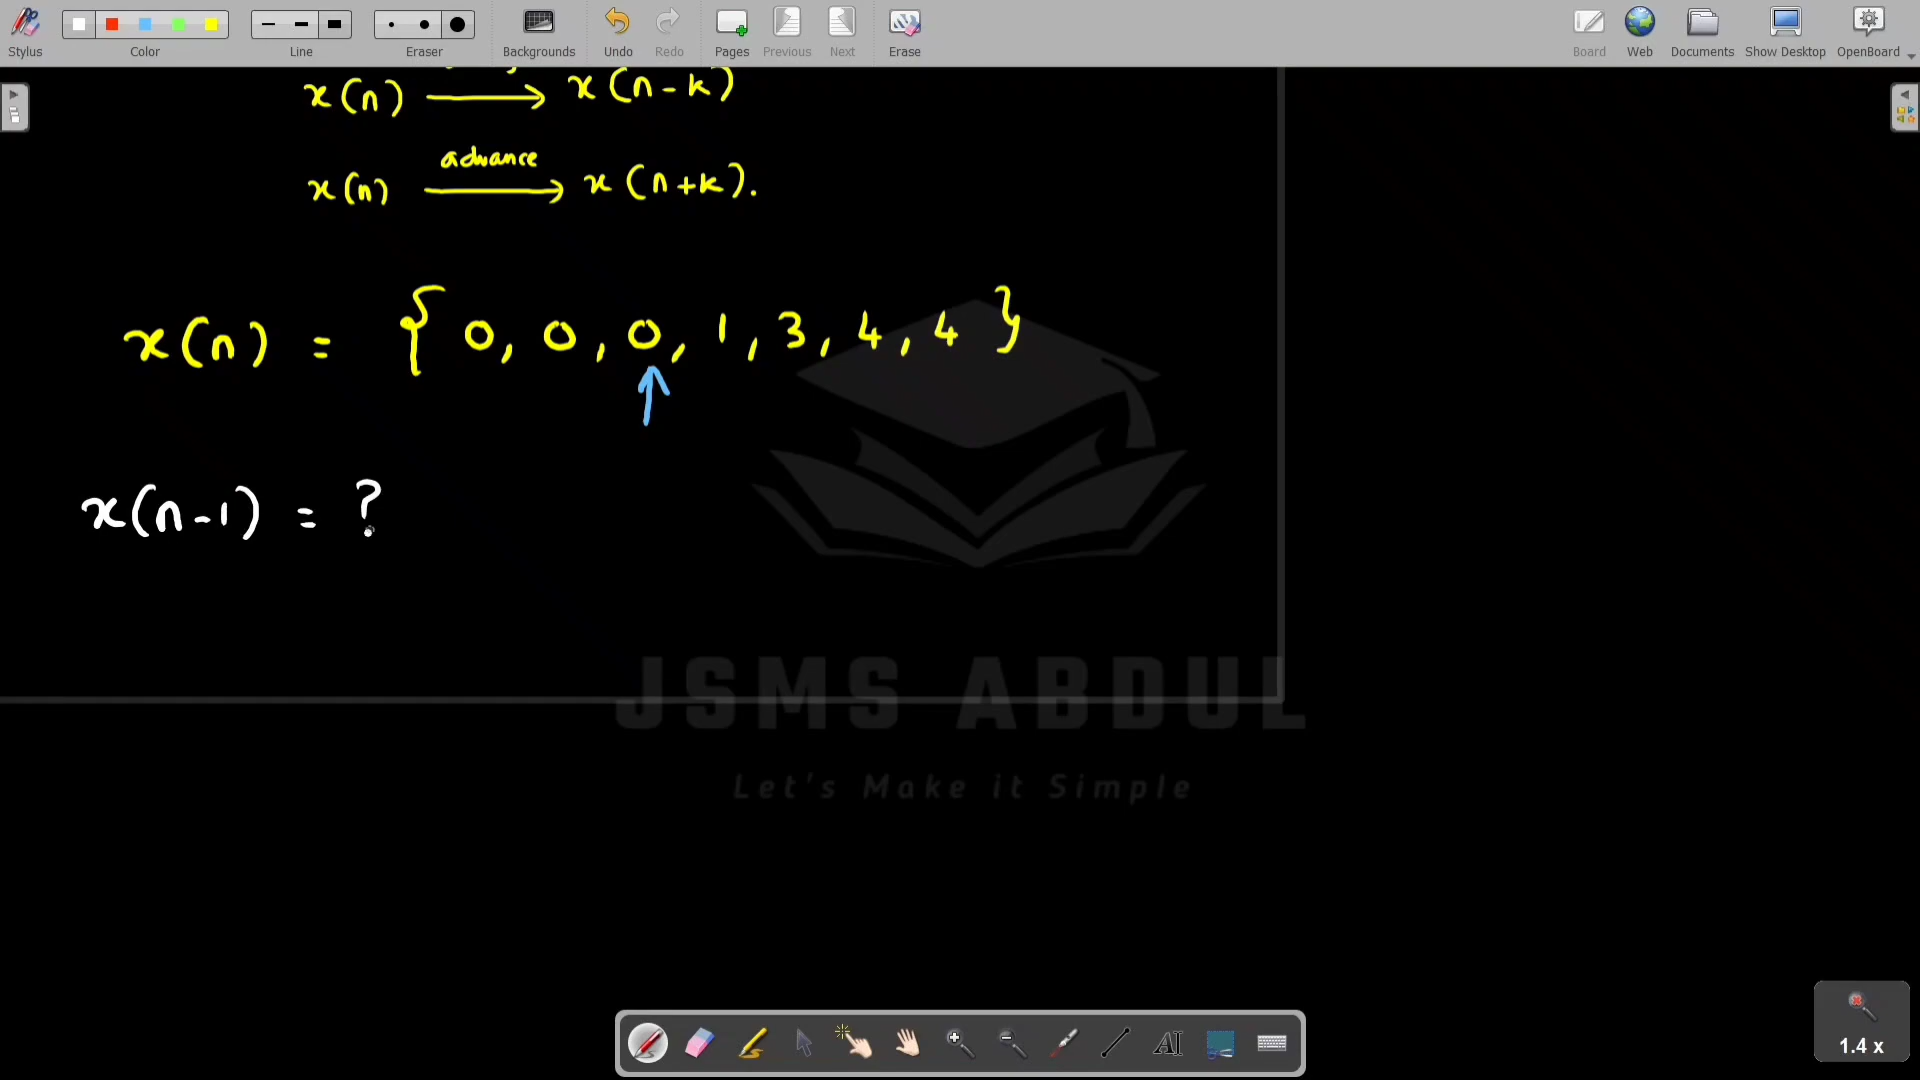 Stylus Color Line Eraser Backgrounds Undo Redo Pages Previous Next Erase Board Web Documents Show Desktop OpenBoard
x(n) → x(n-k)
advance
x(n) → x(n+k).
x(n) = { 0, 0, 0, 1, 3, 4, 4 }
↑
x(n-1) = ?
JSMS ABDUL
Let's Make it Simple
AI
1.4 x